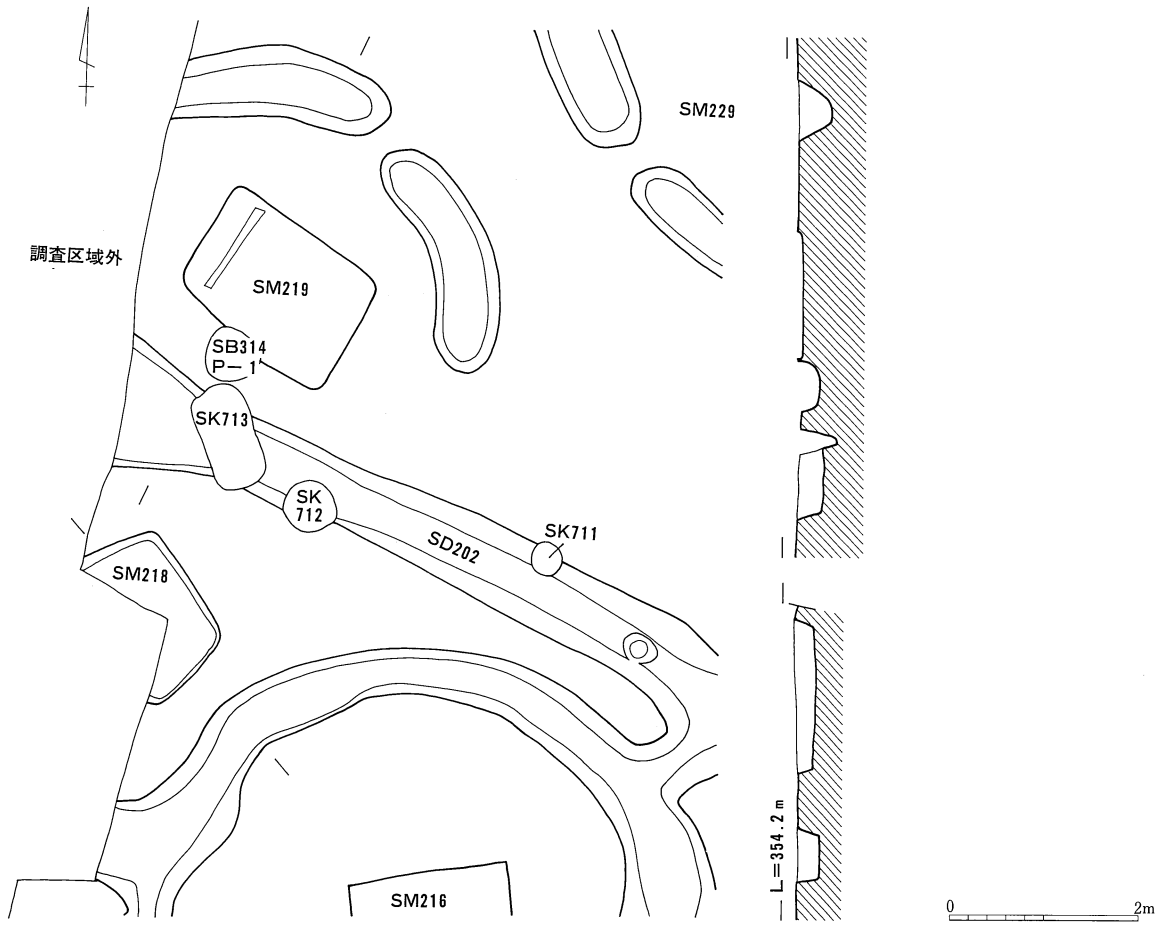 SM229
調査区域外
SM219
SB314
P－1
SK713
SK
712
SK711
SD202
SM218
SM216
L＝354.2m
0 2m